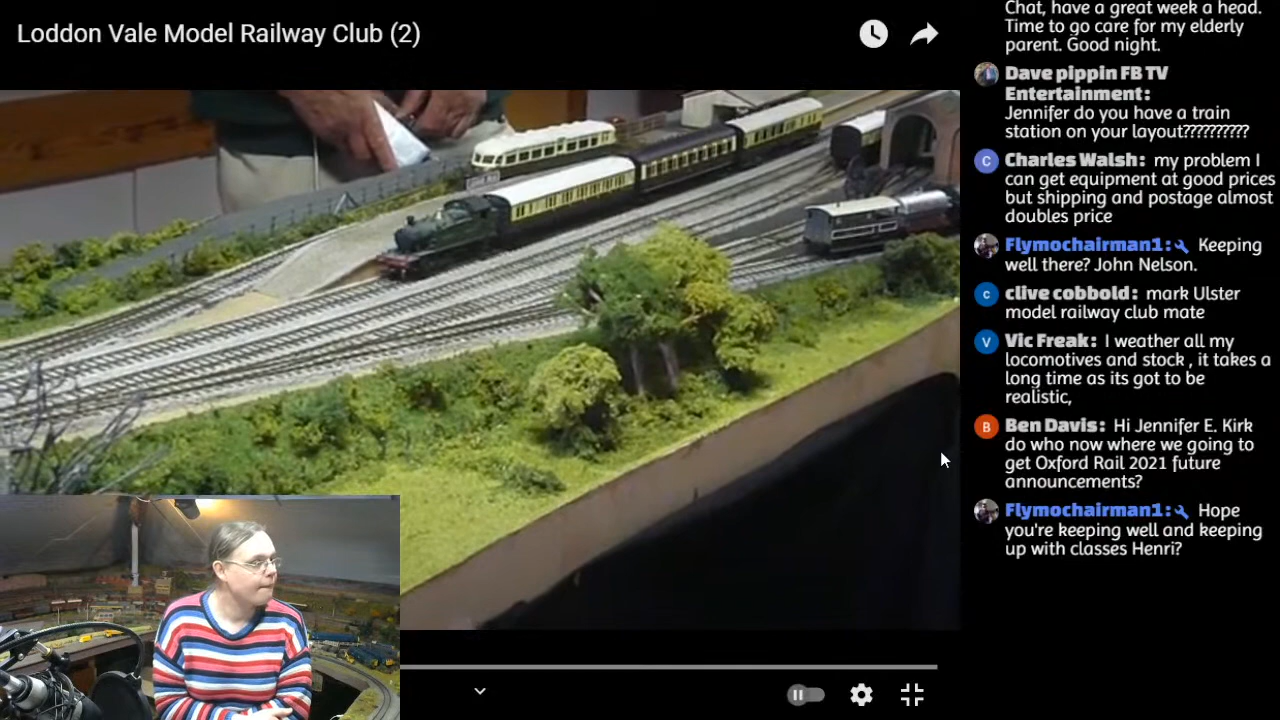 Loddon Vale Model Railway Club (2)
Chat, have a great week a head.
Time to go care for my elderly
parent. Good night.
Dave pippin FB TV
Entertainment:
Jennifer do you have a train
station on your layout??????????
C
Charles Walsh: my problem I
can get equipment at good prices
but shipping and postage almost
doubles price
Flymochairman1: Keeping
well there? John Nelson.
c
clive cobbold: mark Ulster
model railway club mate
V
Vic Freak: I weather all my
locomotives and stock , it takes a
long time as its got to be
realistic,
B
Ben Davis: Hi Jennifer E. Kirk
do who now where we going to
get Oxford Rail 2021 future
announcements?
Flymochairman1: Hope
you're keeping well and keeping
up with classes Henri?